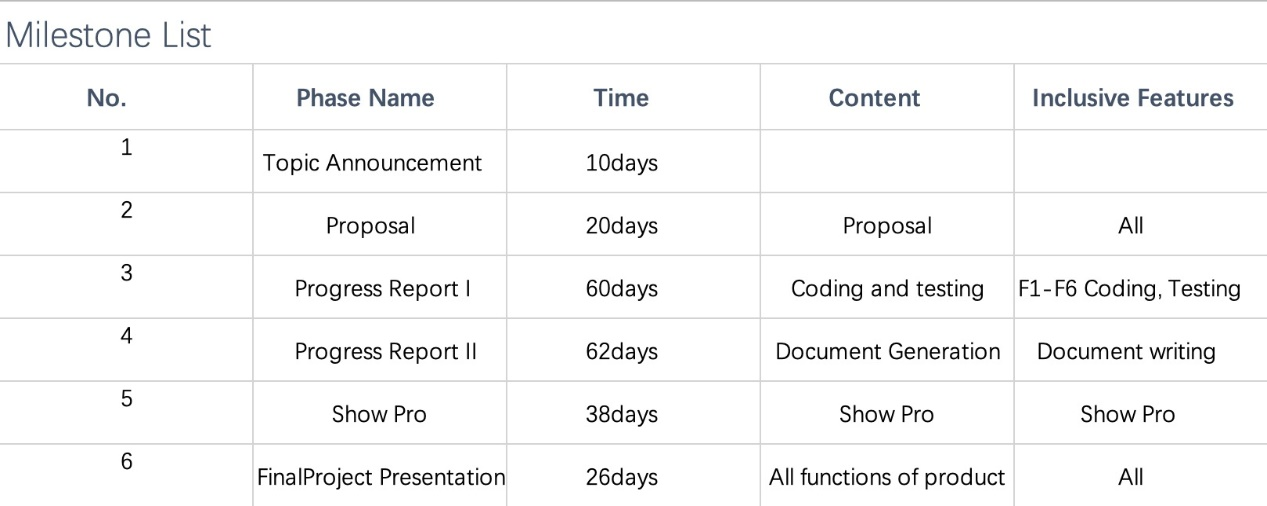 Milestone List
No. Phase Name Time Content Inclusive Features
1 Topic Announcement 10days
2 Proposal 20days Proposal All
3 Progress Report I 60days Coding and testing F1-F6 Coding, Testing
4 Progress Report II 62days Document Generation Document writing
5 Show Pro 38days Show Pro Show Pro
6 FinalProject Presentation 26days All functions of product All